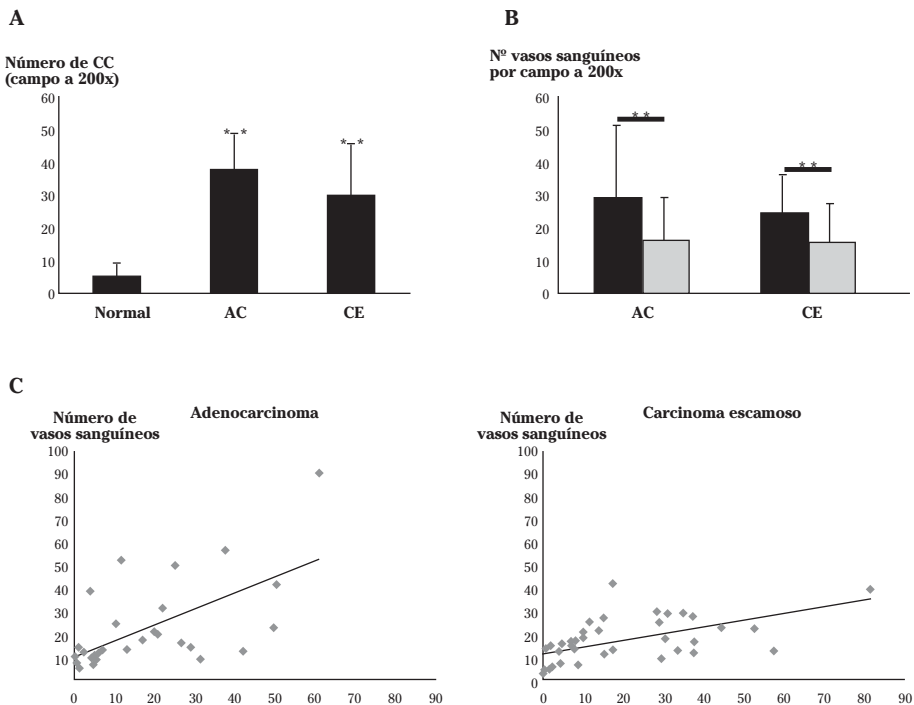 A
Número de CC
(campo a 200x)
60
50
40
30
20
10
0
* *
* *
Normal AC CE
B
Nº vasos sanguíneos
por campo a 200x
60
50
40
30
20
10
0
* *
* *
AC CE
C
Número de
vasos sanguíneos
Adenocarcinoma
100
90
80
70
60
50
40
30
20
10
0 10 20 30 40 50 60 70 80 90
Número de
vasos sanguíneos
Carcinoma escamoso
100
90
80
70
60
50
40
30
20
10
0
0 10 20 30 40 50 60 70 80 90